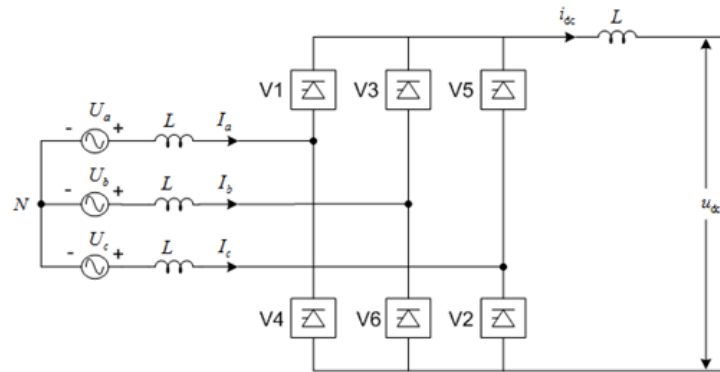 i_dc L
V1 V3 V5
U_a
- + L I_a
U_b
- + L I_b
N
u_dc
U_c
- + L I_c
V4 V6 V2